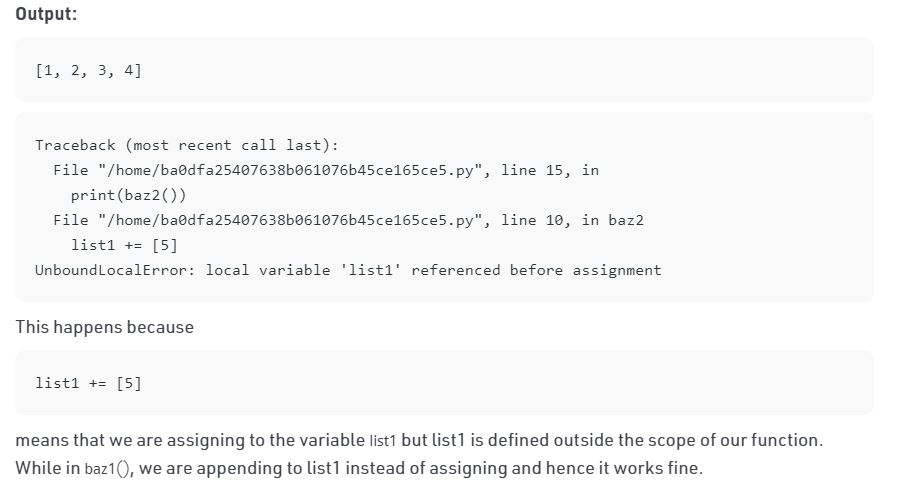 Output:
[1, 2, 3, 4]
Traceback (most recent call last):
  File "/home/ba0dfa25407638b061076b45ce165ce5.py", line 15, in
    print(baz2())
  File "/home/ba0dfa25407638b061076b45ce165ce5.py", line 10, in baz2
    list1 += [5]
UnboundLocalError: local variable 'list1' referenced before assignment
This happens because
list1 += [5]
means that we are assigning to the variable list1 but list1 is defined outside the scope of our function.
While in baz1(), we are appending to list1 instead of assigning and hence it works fine.